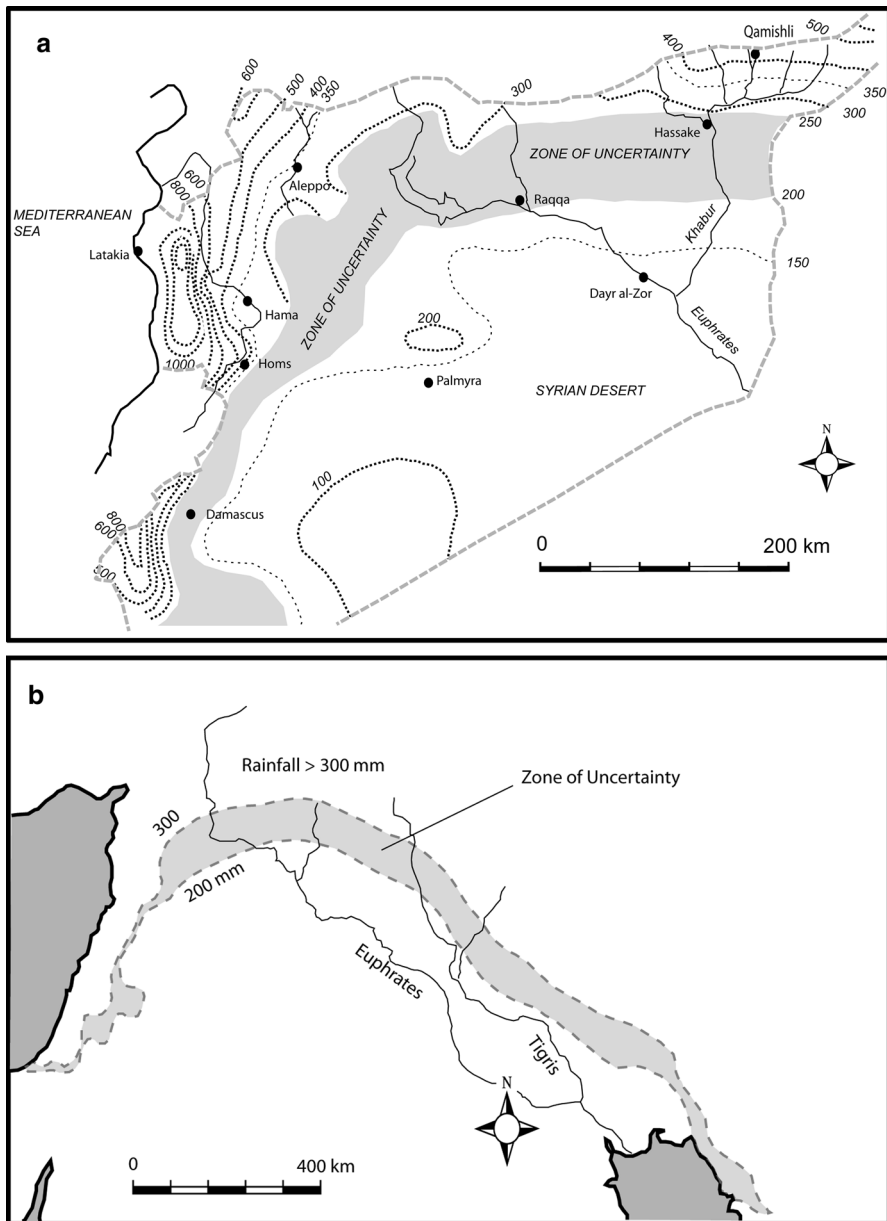 a
600
500
400
350
300
400
500
Qamishli
350
300
250
Hassake
ZONE OF UNCERTAINTY
200
Aleppo
600
800
MEDITERRANEAN
SEA
Latakia
Raqqa
Khabur
150
ZONE OF UNCERTAINTY
Dayr al-Zor
Hama
200
Euphrates
1000
Homs
Palmyra
SYRIAN DESERT
N
100
800
600
500
Damascus
0 200 km
b
Rainfall > 300 mm
Zone of Uncertainty
300
200 mm
Euphrates
Tigris
N
0 400 km